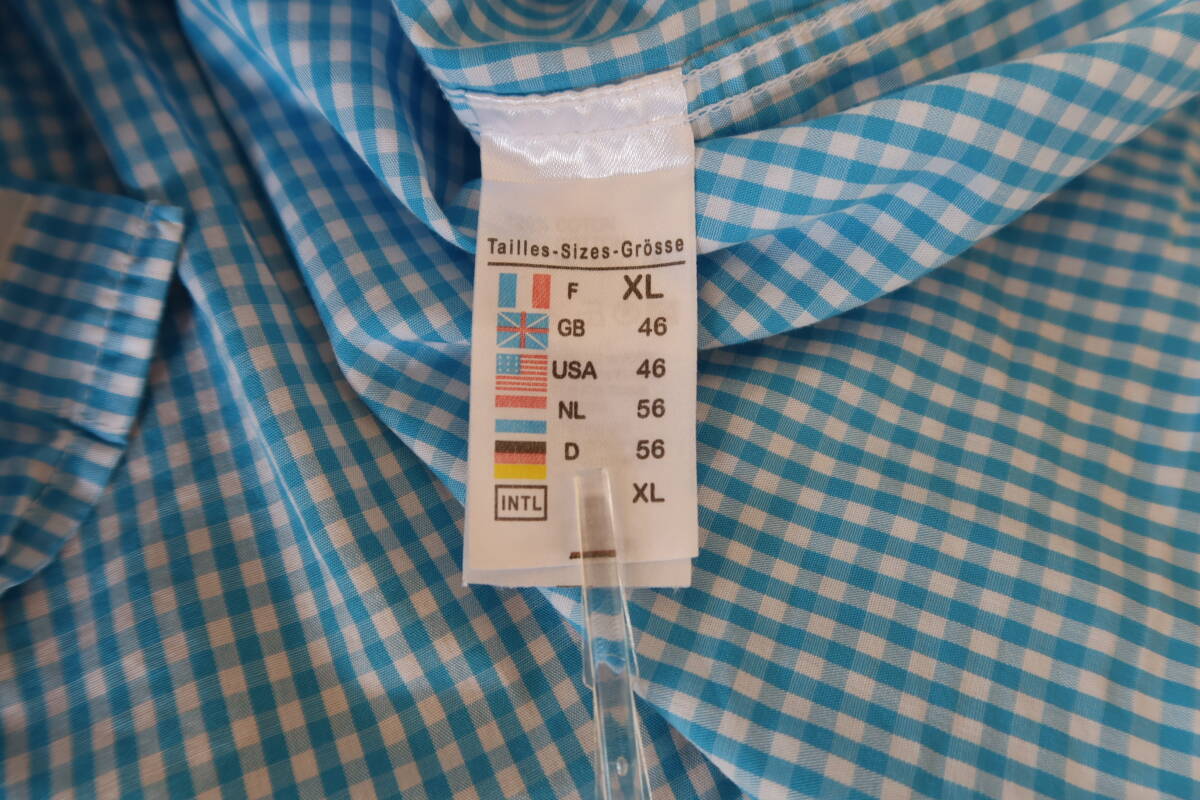 Tailles-Sizes-Grösse
F XL
GB 46
USA 46
NL 56
D 56
INTL XL